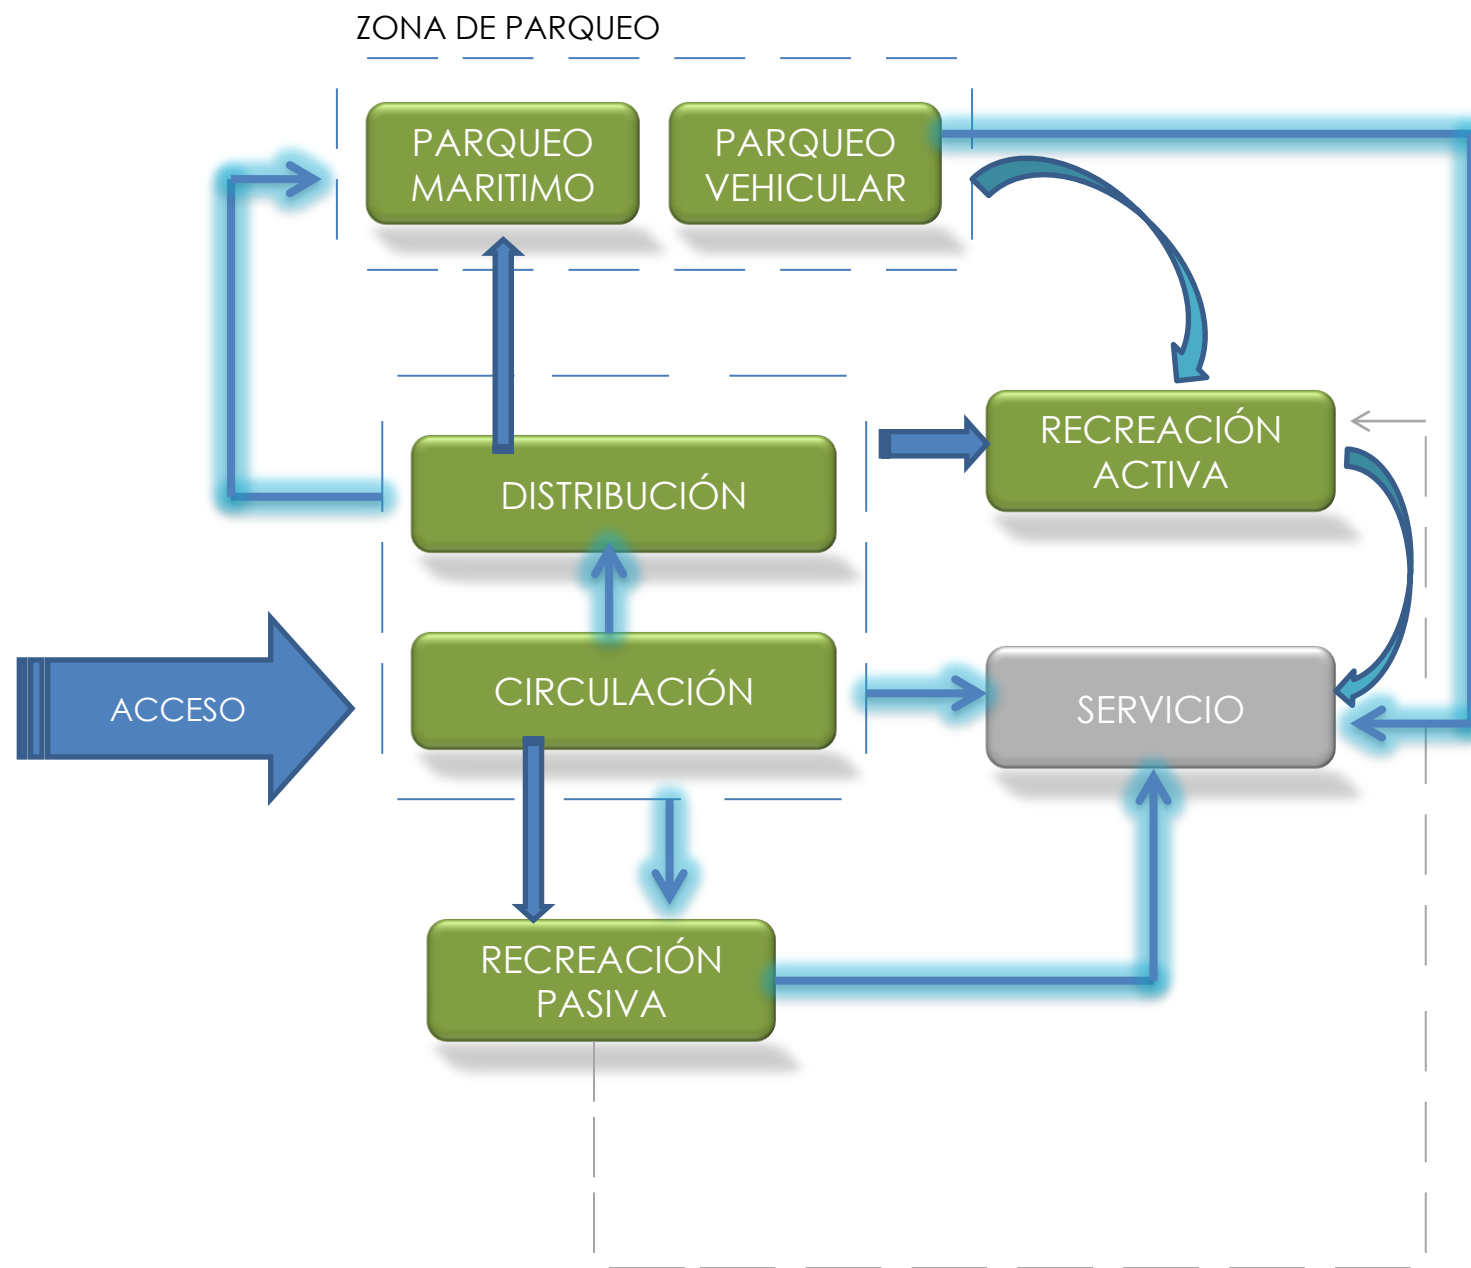 ZONA DE PARQUEO
PARQUEO
MARITIMO
PARQUEO
VEHICULAR
RECREACIÓN
ACTIVA
DISTRIBUCIÓN
CIRCULACIÓN
ACCESO
SERVICIO
RECREACIÓN
PASIVA